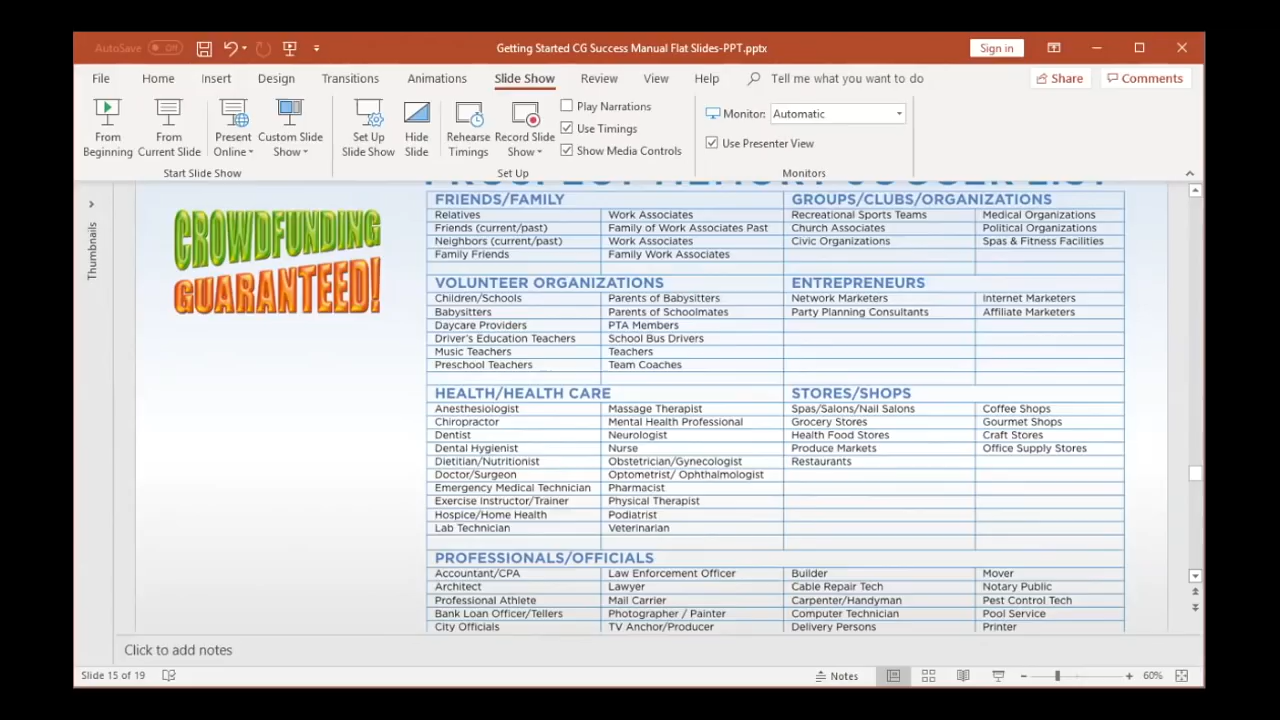 AutoSave Off
Getting Started CG Success Manual Flat Slides-PPT.pptx
Sign in
File Home Insert Design Transitions Animations Slide Show Review View Help Tell me what you want to do Share Comments
From Beginning
From Current Slide
Present Online
Custom Slide Show
Start Slide Show
Set Up Slide Show
Hide Slide
Rehearse Timings
Record Slide Show
Play Narrations
Use Timings
Show Media Controls
Set Up
Monitor: Automatic
Use Presenter View
Monitors
Thumbnails
CROWDFUNDING
GUARANTEED!
PROSPECT MEMORY JOGGER LIST
FRIENDS/FAMILY GROUPS/CLUBS/ORGANIZATIONS
Relatives Work Associates Recreational Sports Teams Medical Organizations
Friends (current/past) Family of Work Associates Past Church Associates Political Organizations
Neighbors (current/past) Work Associates Civic Organizations Spas & Fitness Facilities
Family Friends Family Work Associates
VOLUNTEER ORGANIZATIONS ENTREPRENEURS
Children/Schools Parents of Babysitters Network Marketers Internet Marketers
Babysitters Parents of Schoolmates Party Planning Consultants Affiliate Marketers
Daycare Providers PTA Members
Driver's Education Teachers School Bus Drivers
Music Teachers Teachers
Preschool Teachers Team Coaches
HEALTH/HEALTH CARE STORES/SHOPS
Anesthesiologist Massage Therapist Spas/Salons/Nail Salons Coffee Shops
Chiropractor Mental Health Professional Grocery Stores Gourmet Shops
Dentist Neurologist Health Food Stores Craft Stores
Dental Hygienist Nurse Produce Markets Office Supply Stores
Dietitian/Nutritionist Obstetrician/Gynecologist Restaurants
Doctor/Surgeon Optometrist/ Ophthalmologist
Emergency Medical Technician Pharmacist
Exercise Instructor/Trainer Physical Therapist
Hospice/Home Health Podiatrist
Lab Technician Veterinarian
PROFESSIONALS/OFFICIALS
Accountant/CPA Law Enforcement Officer Builder Mover
Architect Lawyer Cable Repair Tech Notary Public
Professional Athlete Mail Carrier Carpenter/Handyman Pest Control Tech
Bank Loan Officer/Tellers Photographer / Painter Computer Technician Pool Service
City Officials TV Anchor/Producer Delivery Persons Printer
Click to add notes
Slide 15 of 19 Notes 60%